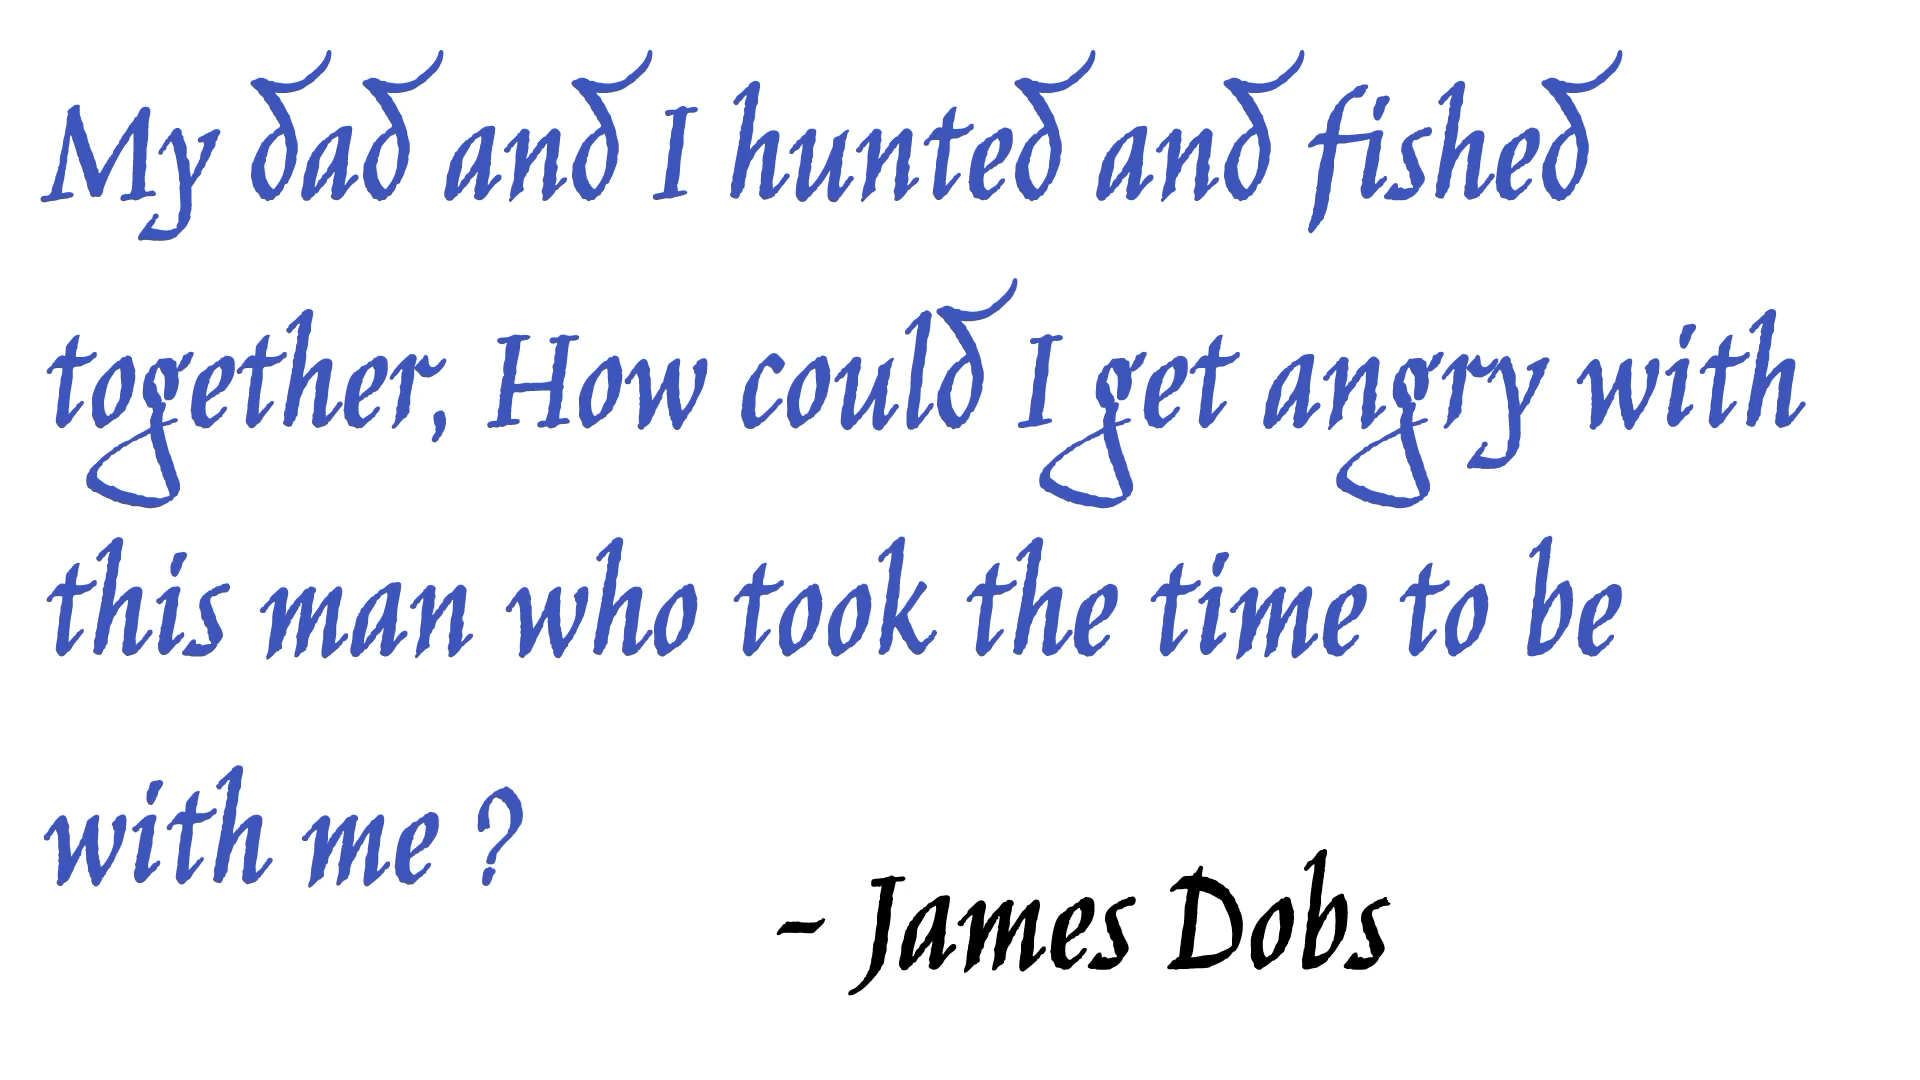 My dad and I hunted and fished
together, How could I get angry with
this man who took the time to be
with me ?
- James Dobs